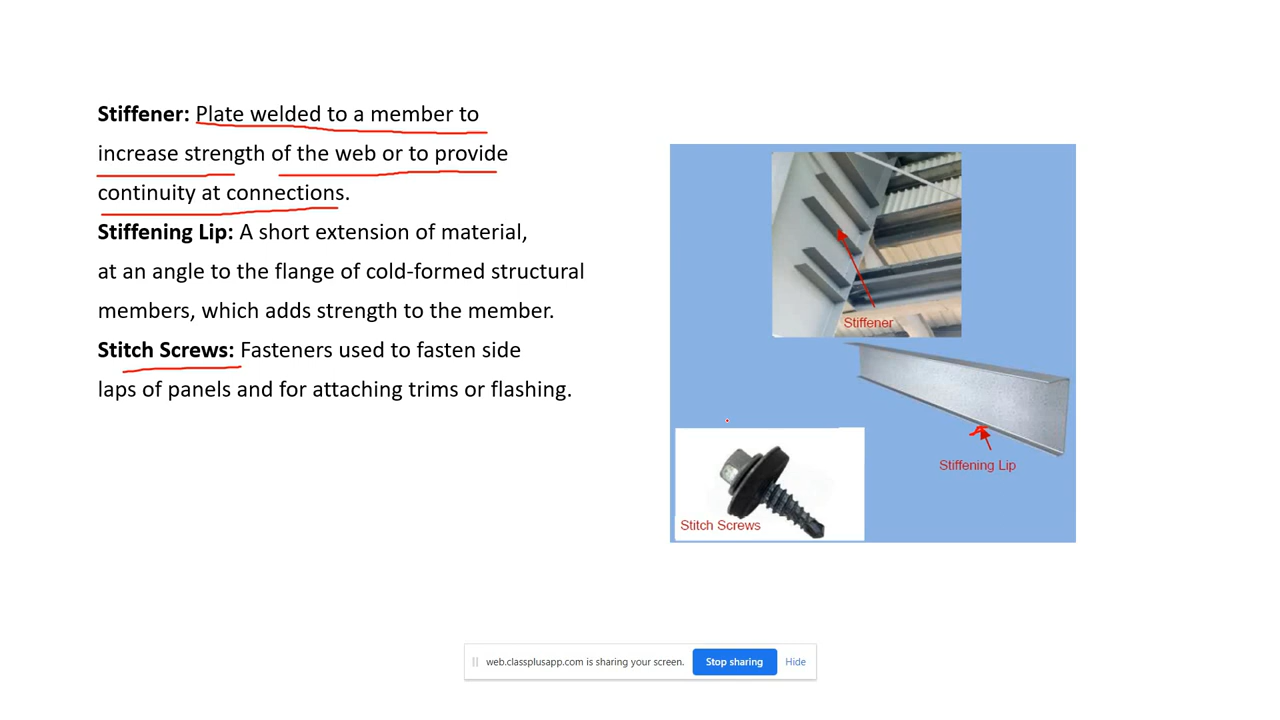 Stiffener: Plate welded to a member to
increase strength of the web or to provide
continuity at connections.
Stiffening Lip: A short extension of material,
at an angle to the flange of cold-formed structural
members, which adds strength to the member.
Stitch Screws: Fasteners used to fasten side
laps of panels and for attaching trims or flashing.
Stiffener
Stiffening Lip
Stitch Screws
web.classplusapp.com is sharing your screen.
Stop sharing
Hide